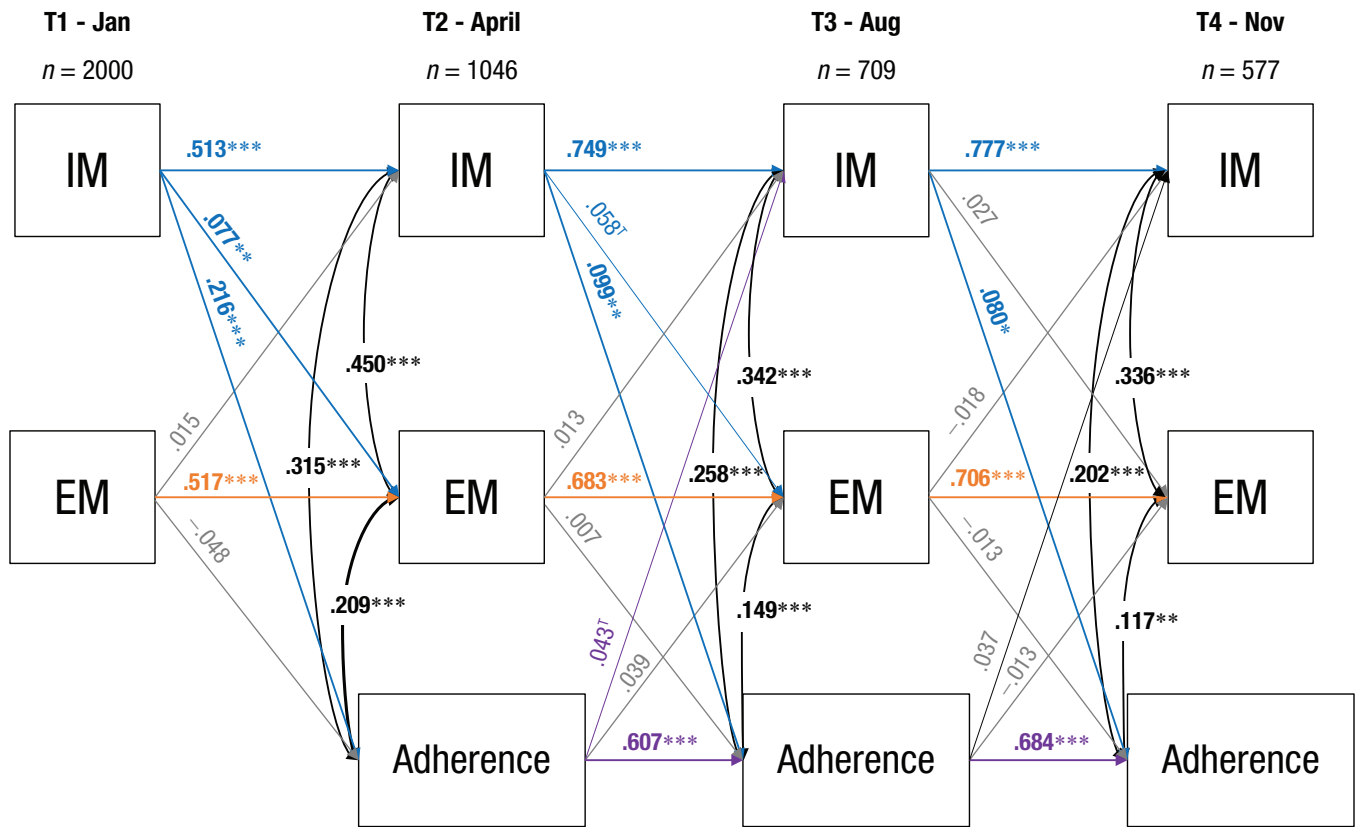 T1 - Jan
T2 - April
T3 - Aug
T4 - Nov
n = 2000
n = 1046
n = 709
n = 577
IM
.513***
IM
.749***
IM
.777***
IM
.077**
.216***
.058ᵀ
.099**
.027
.080*
.450***
.342***
.336***
.015
.013
–.018
.315***
.258***
.202***
EM
.517***
EM
.683***
EM
.706***
EM
–.048
.007
–.013
.209***
.149***
.117**
.043ᵀ
.039
.037
–.013
Adherence
.607***
Adherence
.684***
Adherence